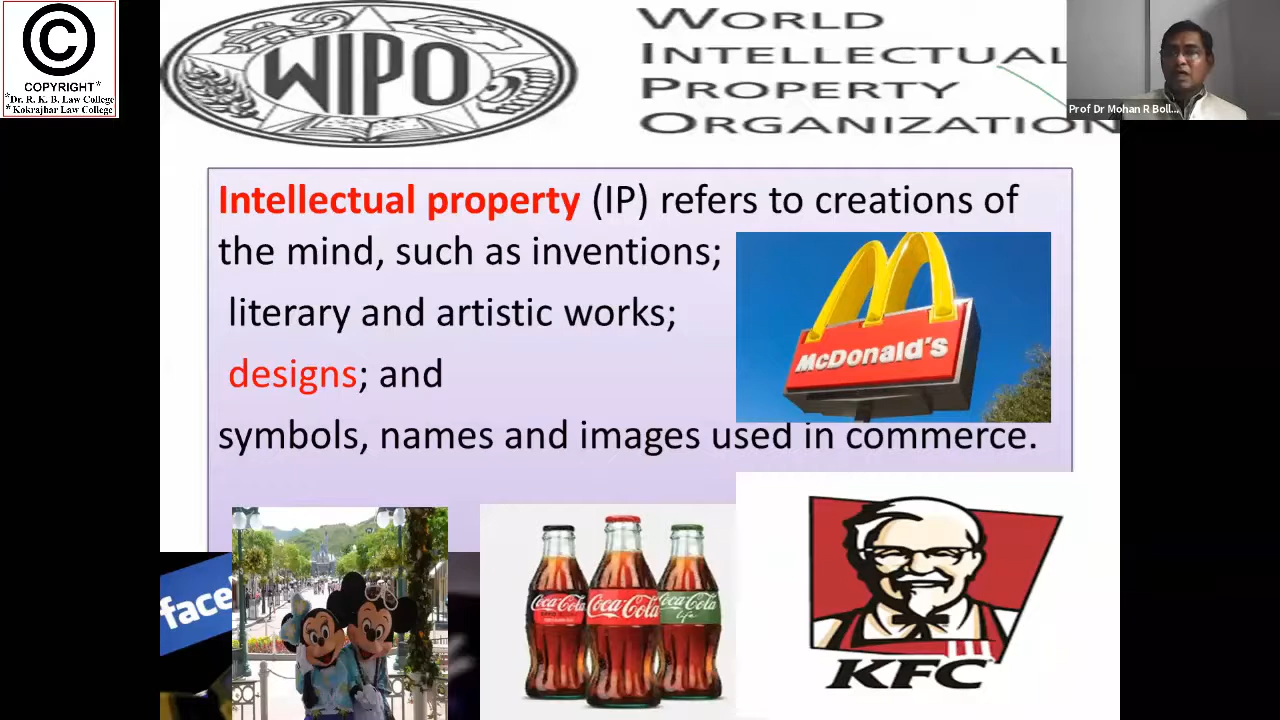 COPYRIGHT*
*Dr. R. K. B. Law College
*Kokrajhar Law College
WIPO
WORLD
INTELLECTUAL
PROPERTY
ORGANIZATION
Prof Dr Mohan R Boll...
Intellectual property (IP) refers to creations of
the mind, such as inventions;
literary and artistic works;
designs; and
symbols, names and images used in commerce.
McDonald's
face
Coca-Cola
Coca-Cola
Coca-Cola
life
KFC